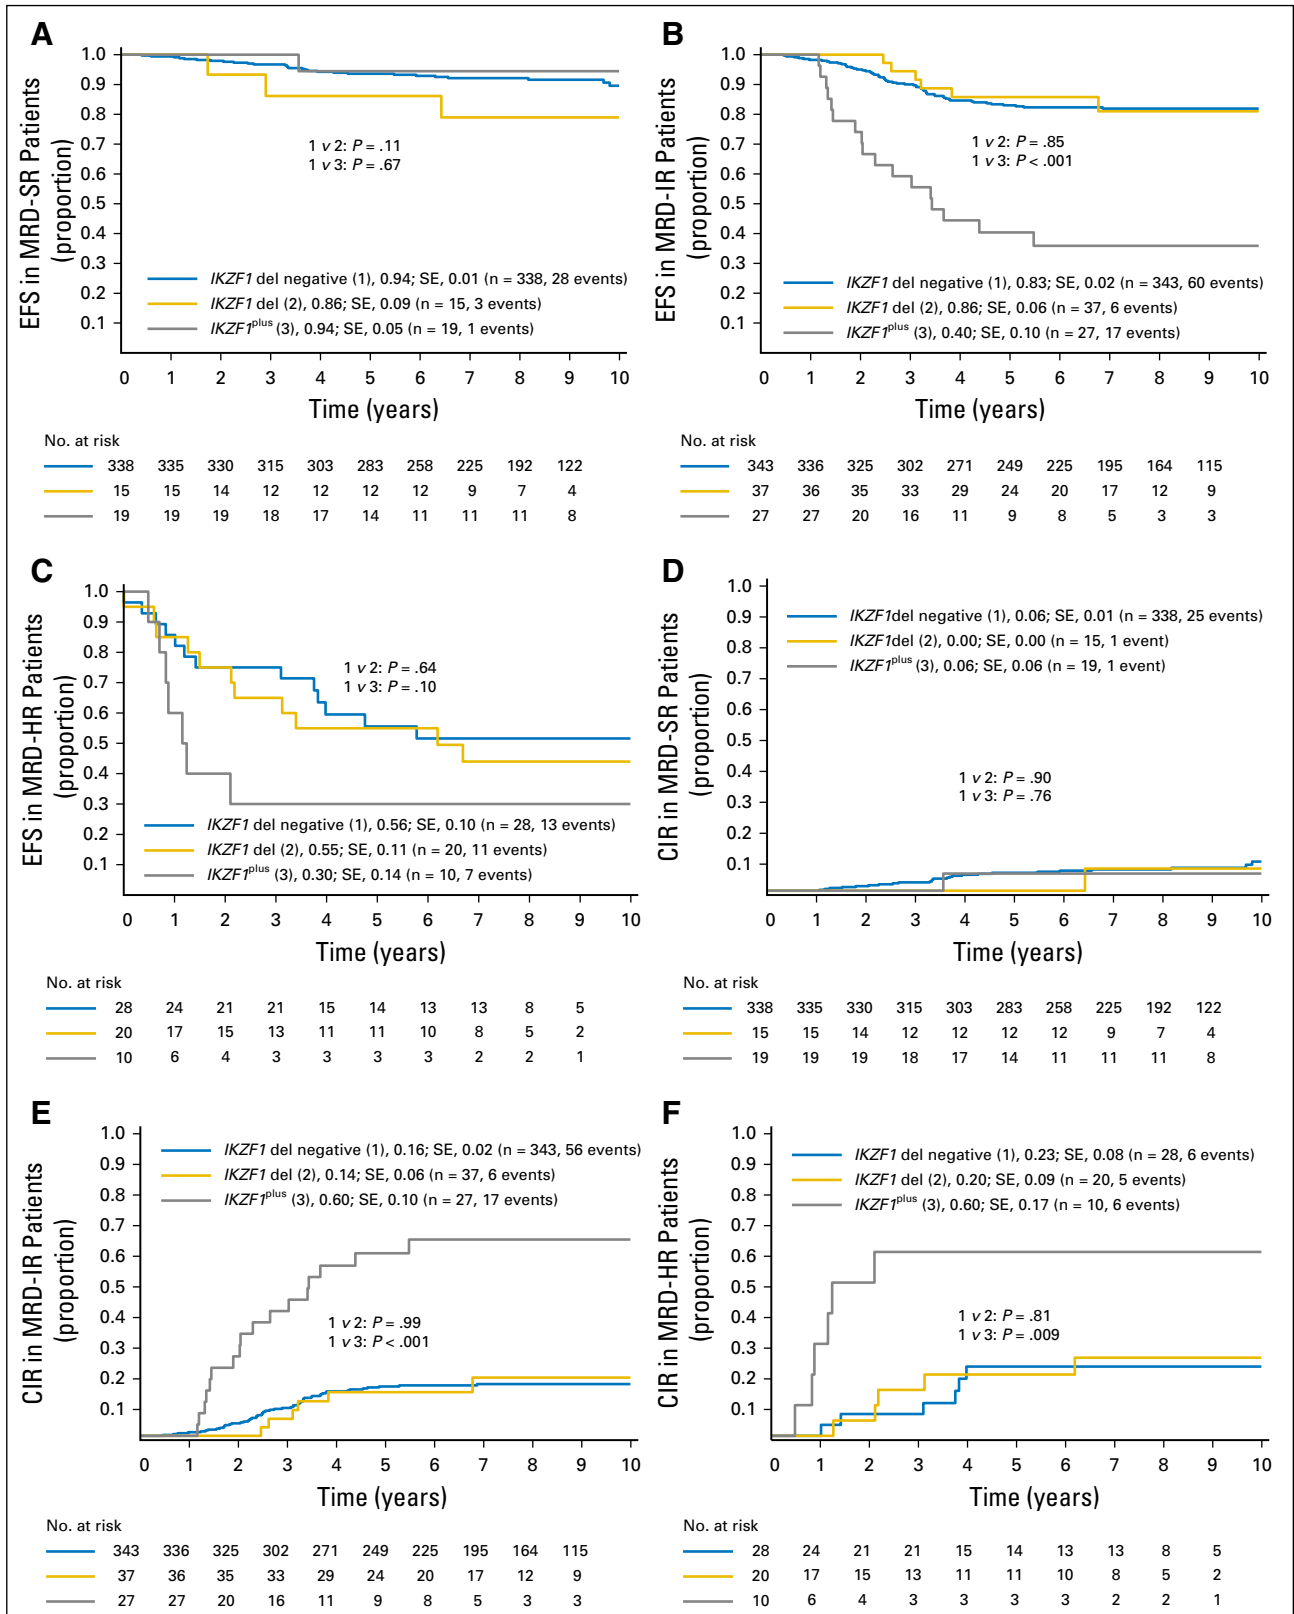 A
EFS in MRD-SR Patients
(proportion)
1.0
0.9
0.8
0.7
0.6
0.5
0.4
0.3
0.2
0.1
1 v 2: P = .11
1 v 3: P = .67
IKZF1 del negative (1), 0.94; SE, 0.01 (n = 338, 28 events)
IKZF1 del (2), 0.86; SE, 0.09 (n = 15, 3 events)
IKZF1plus (3), 0.94; SE, 0.05 (n = 19, 1 events)
0 1 2 3 4 5 6 7 8 9 10
Time (years)
No. at risk
338 335 330 315 303 283 258 225 192 122
15 15 14 12 12 12 12 9 7 4
19 19 19 18 17 14 11 11 11 8
B
EFS in MRD-IR Patients
(proportion)
1.0
0.9
0.8
0.7
0.6
0.5
0.4
0.3
0.2
0.1
1 v 2: P = .85
1 v 3: P < .001
IKZF1 del negative (1), 0.83; SE, 0.02 (n = 343, 60 events)
IKZF1 del (2), 0.86; SE, 0.06 (n = 37, 6 events)
IKZF1plus (3), 0.40; SE, 0.10 (n = 27, 17 events)
0 1 2 3 4 5 6 7 8 9 10
Time (years)
No. at risk
343 336 325 302 271 249 225 195 164 115
37 36 35 33 29 24 20 17 12 9
27 27 20 16 11 9 8 5 3 3
C
EFS in MRD-HR Patients
(proportion)
1.0
0.9
0.8
0.7
0.6
0.5
0.4
0.3
0.2
0.1
1 v 2: P = .64
1 v 3: P = .10
IKZF1 del negative (1), 0.56; SE, 0.10 (n = 28, 13 events)
IKZF1 del (2), 0.55; SE, 0.11 (n = 20, 11 events)
IKZF1plus (3), 0.30; SE, 0.14 (n = 10, 7 events)
0 1 2 3 4 5 6 7 8 9 10
Time (years)
No. at risk
28 24 21 21 15 14 13 13 8 5
20 17 15 13 11 11 10 8 5 2
10 6 4 3 3 3 3 2 2 1
D
CIR in MRD-SR Patients
(proportion)
1.0
0.9
0.8
0.7
0.6
0.5
0.4
0.3
0.2
0.1
IKZF1del negative (1), 0.06; SE, 0.01 (n = 338, 25 events)
IKZF1del (2), 0.00; SE, 0.00 (n = 15, 1 event)
IKZF1plus (3), 0.06; SE, 0.06 (n = 19, 1 event)
1 v 2: P = .90
1 v 3: P = .76
0 1 2 3 4 5 6 7 8 9 10
Time (years)
No. at risk
338 335 330 315 303 283 258 225 192 122
15 15 14 12 12 12 12 9 7 4
19 19 19 18 17 14 11 11 11 8
E
CIR in MRD-IR Patients
(proportion)
1.0
0.9
0.8
0.7
0.6
0.5
0.4
0.3
0.2
0.1
IKZF1 del negative (1), 0.16; SE, 0.02 (n = 343, 56 events)
IKZF1 del (2), 0.14; SE, 0.06 (n = 37, 6 events)
IKZF1plus (3), 0.60; SE, 0.10 (n = 27, 17 events)
1 v 2: P = .99
1 v 3: P < .001
0 1 2 3 4 5 6 7 8 9 10
Time (years)
No. at risk
343 336 325 302 271 249 225 195 164 115
37 36 35 33 29 24 20 17 12 9
27 27 20 16 11 9 8 5 3 3
F
CIR in MRD-HR Patients
(proportion)
1.0
0.9
0.8
0.7
0.6
0.5
0.4
0.3
0.2
0.1
IKZF1 del negative (1), 0.23; SE, 0.08 (n = 28, 6 events)
IKZF1 del (2), 0.20; SE, 0.09 (n = 20, 5 events)
IKZF1plus (3), 0.60; SE, 0.17 (n = 10, 6 events)
1 v 2: P = .81
1 v 3: P = .009
0 1 2 3 4 5 6 7 8 9 10
Time (years)
No. at risk
28 24 21 21 15 14 13 13 8 5
20 17 15 13 11 11 10 8 5 2
10 6 4 3 3 3 3 2 2 1